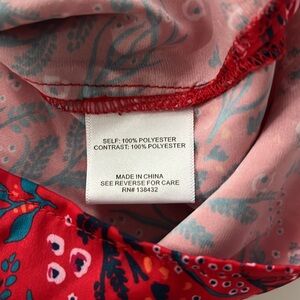 SELF: 100% POLYESTER
CONTRAST: 100% POLYESTER
MADE IN CHINA
SEE REVERSE FOR CARE
RN# 138432